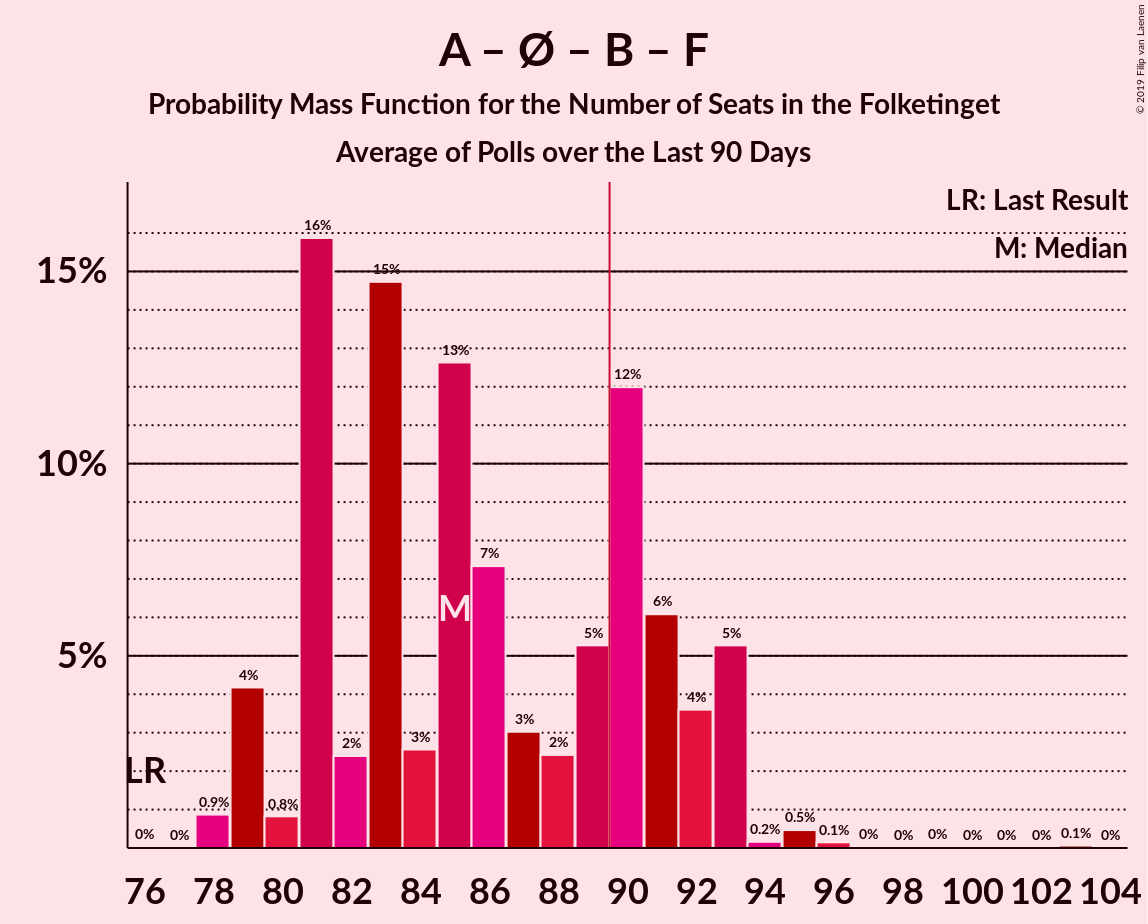 A – Ø – B – F
Probability Mass Function for the Number of Seats in the Folketinget
Average of Polls over the Last 90 Days
© 2019 Filip van Laenen
LR: Last Result
M: Median
15%
10%
5%
LR
M
0% 0% 0.9% 4% 0.8% 16% 2% 15% 3% 13% 7% 3% 2% 5% 12% 6% 4% 5% 0.2% 0.5% 0.1% 0% 0% 0% 0% 0% 0% 0.1% 0%
76 78 80 82 84 86 88 90 92 94 96 98 100 102 104